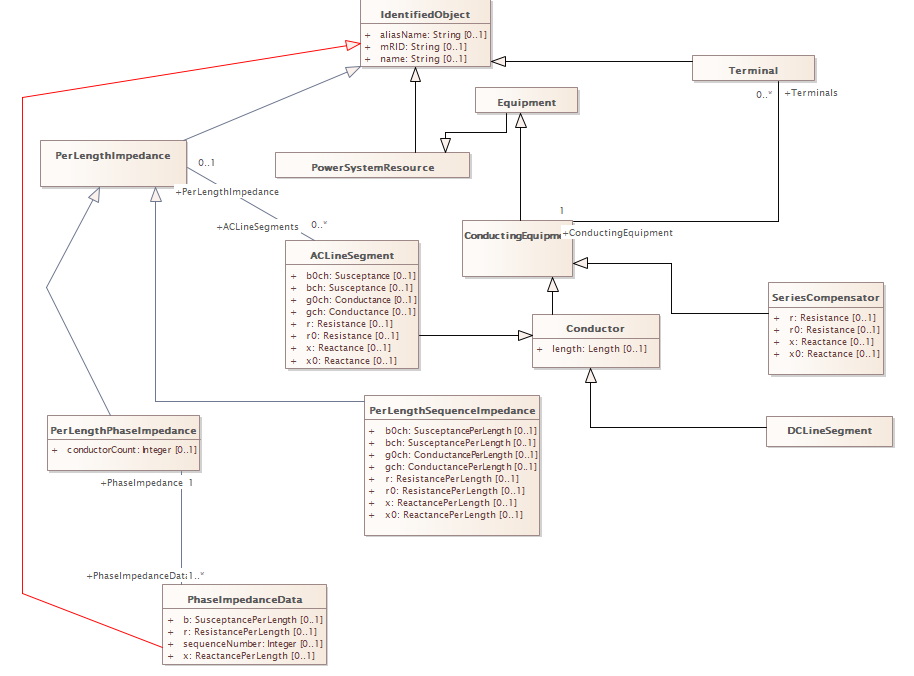 IdentifiedObject
+ aliasName: String [0..1]
+ mRID: String [0..1]
+ name: String [0..1]
Terminal
0..*
+Terminals
Equipment
PerLengthImpedance
0..1
+PerLengthImpedance
PowerSystemResource
+ACLineSegments
0..*
1
+ConductingEquipment
ConductingEquipm
ACLineSegment
+ b0ch: Susceptance [0..1]
+ bch: Susceptance [0..1]
+ g0ch: Conductance [0..1]
+ gch: Conductance [0..1]
+ r: Resistance [0..1]
+ r0: Resistance [0..1]
+ x: Reactance [0..1]
+ x0: Reactance [0..1]
Conductor
+ length: Length [0..1]
SeriesCompensator
+ r: Resistance [0..1]
+ r0: Resistance [0..1]
+ x: Reactance [0..1]
+ x0: Reactance [0..1]
PerLengthPhaseImpedance
+ conductorCount: Integer [0..1]
+PhaseImpedance 1
PerLengthSequenceImpedance
+ b0ch: SusceptancePerLength [0..1]
+ bch: SusceptancePerLength [0..1]
+ g0ch: ConductancePerLength [0..1]
+ gch: ConductancePerLength [0..1]
+ r: ResistancePerLength [0..1]
+ r0: ResistancePerLength [0..1]
+ x: ReactancePerLength [0..1]
+ x0: ReactancePerLength [0..1]
DCLineSegment
+PhaseImpedanceData
1..*
PhaseImpedanceData
+ b: SusceptancePerLength [0..1]
+ r: ResistancePerLength [0..1]
+ sequenceNumber: Integer [0..1]
+ x: ReactancePerLength [0..1]